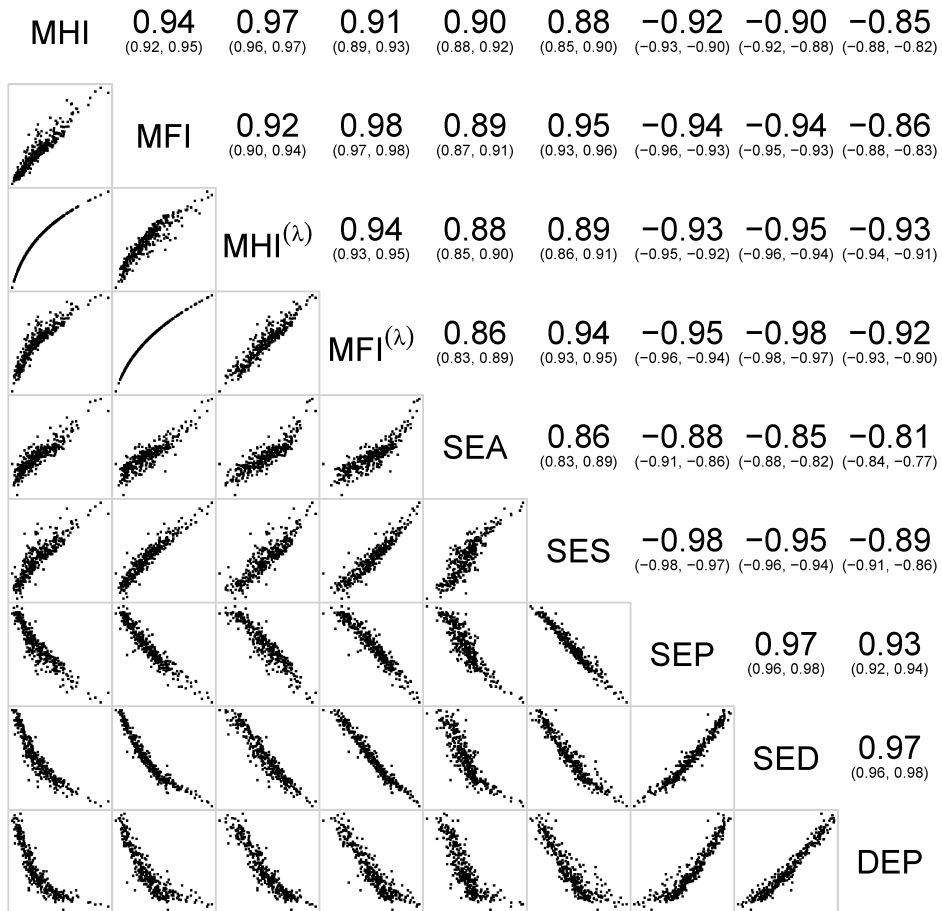 MHI 0.94 0.97 0.91 0.90 0.88 −0.92 −0.90 −0.85
(0.92, 0.95) (0.96, 0.97) (0.89, 0.93) (0.88, 0.92) (0.85, 0.90) (−0.93, −0.90) (−0.92, −0.88) (−0.88, −0.82)
MFI 0.92 0.98 0.89 0.95 −0.94 −0.94 −0.86
(0.90, 0.94) (0.97, 0.98) (0.87, 0.91) (0.93, 0.96) (−0.96, −0.93) (−0.95, −0.93) (−0.88, −0.83)
MHI(λ) 0.94 0.88 0.89 −0.93 −0.95 −0.93
(0.93, 0.95) (0.85, 0.90) (0.86, 0.91) (−0.95, −0.92) (−0.96, −0.94) (−0.94, −0.91)
MFI(λ) 0.86 0.94 −0.95 −0.98 −0.92
(0.83, 0.89) (0.93, 0.95) (−0.96, −0.94) (−0.98, −0.97) (−0.93, −0.90)
SEA 0.86 −0.88 −0.85 −0.81
(0.83, 0.89) (−0.91, −0.86) (−0.88, −0.82) (−0.84, −0.77)
SES −0.98 −0.95 −0.89
(−0.98, −0.97) (−0.96, −0.94) (−0.91, −0.86)
SEP 0.97 0.93
(0.96, 0.98) (0.92, 0.94)
SED 0.97
(0.96, 0.98)
DEP